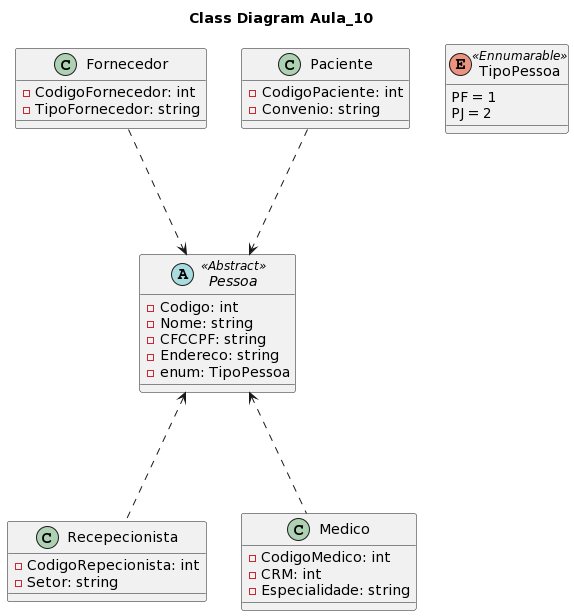 Class Diagram Aula_10
C Fornecedor
CodigoFornecedor: int
TipoFornecedor: string
C Paciente
CodigoPaciente: int
Convenio: string
E «Ennumarable»
TipoPessoa
PF = 1
PJ = 2
A «Abstract»
Pessoa
Codigo: int
Nome: string
CFCCPF: string
Endereco: string
enum: TipoPessoa
C Recepecionista
CodigoRepecionista: int
Setor: string
C Medico
CodigoMedico: int
CRM: int
Especialidade: string